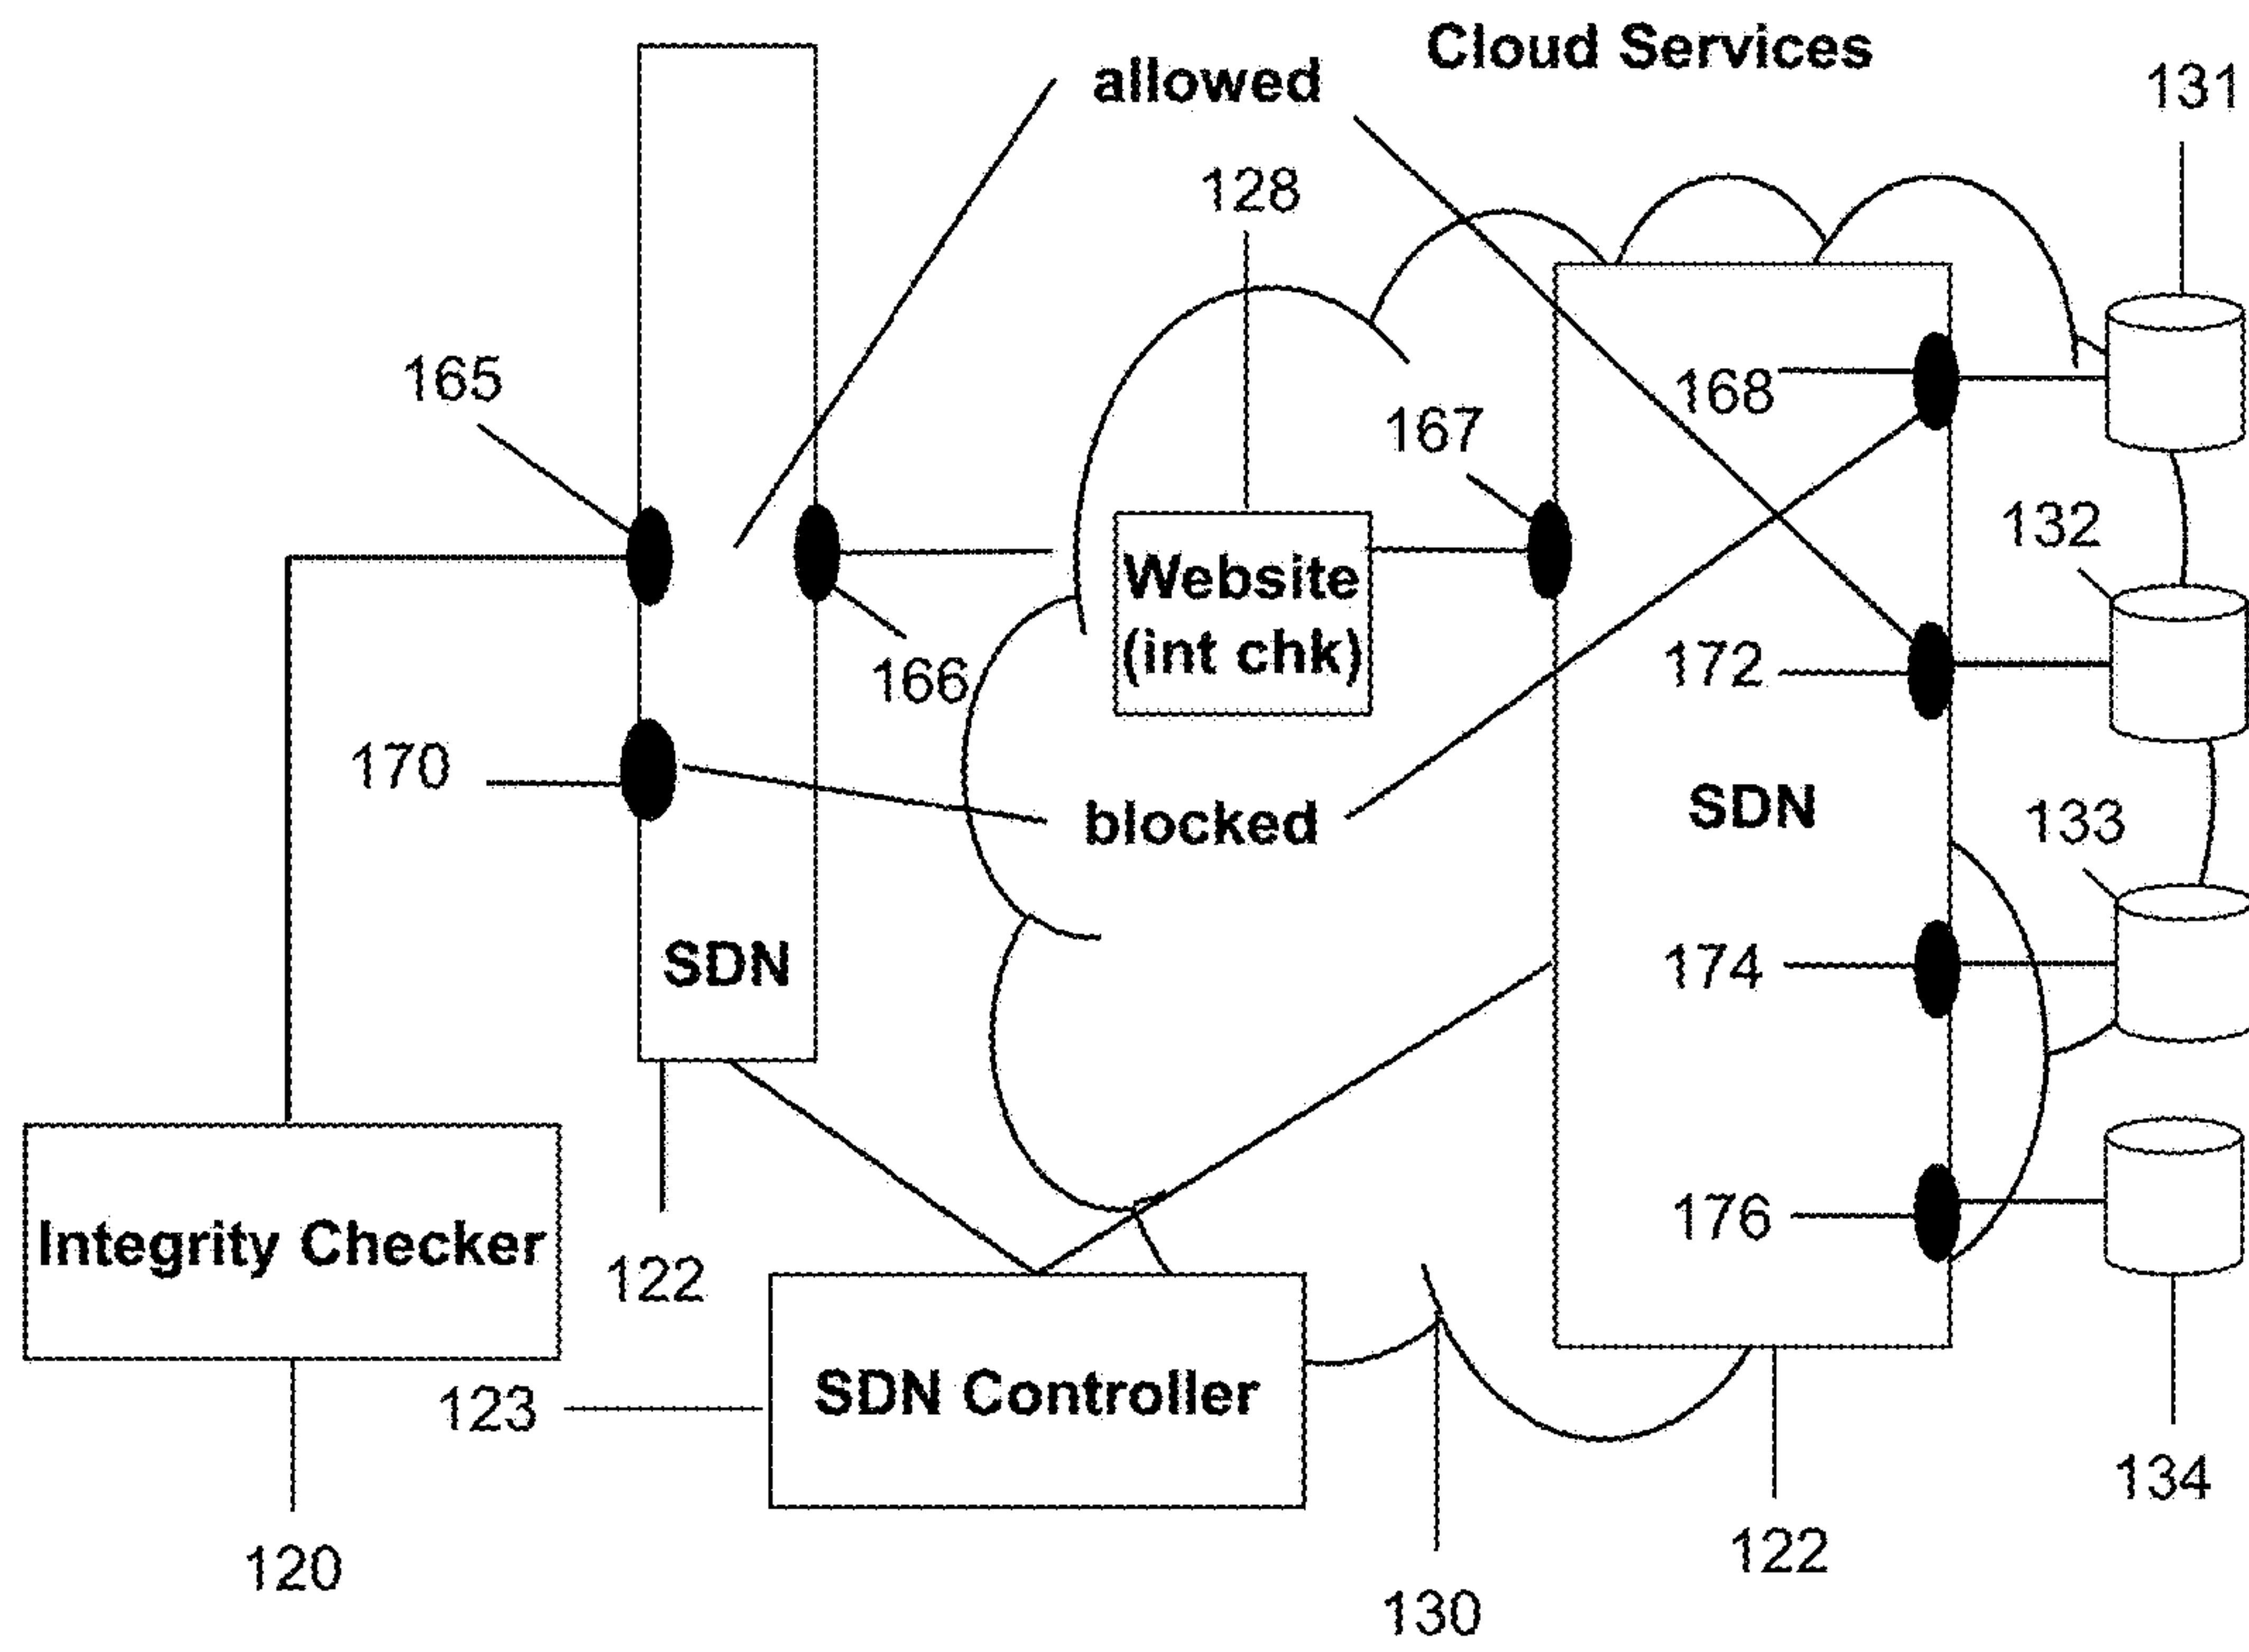 Cloud Services
allowed
131
128
165
167
168
132
Website
(int chk)
166
172
170
blocked
SDN
133
SDN
174
176
Integrity Checker
122
SDN Controller
123
134
120
122
130